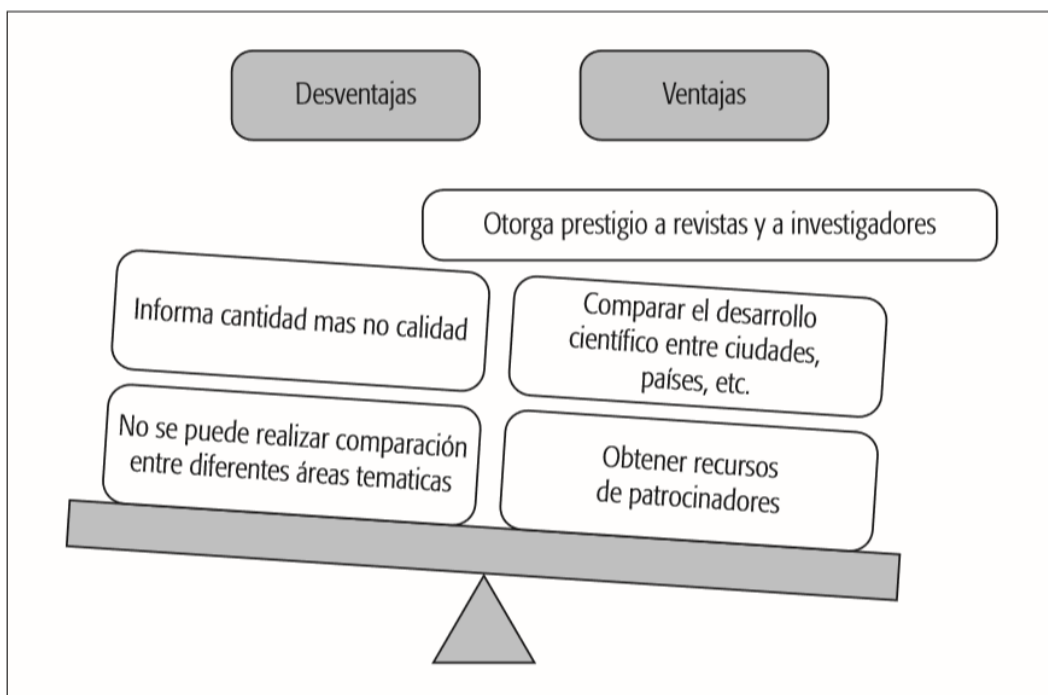 Desventajas
Ventajas
Otorga prestigio a revistas y a investigadores
Informa cantidad mas no calidad
Comparar el desarrollo
científico entre ciudades,
países, etc.
No se puede realizar comparación
entre diferentes áreas tematicas
Obtener recursos
de patrocinadores